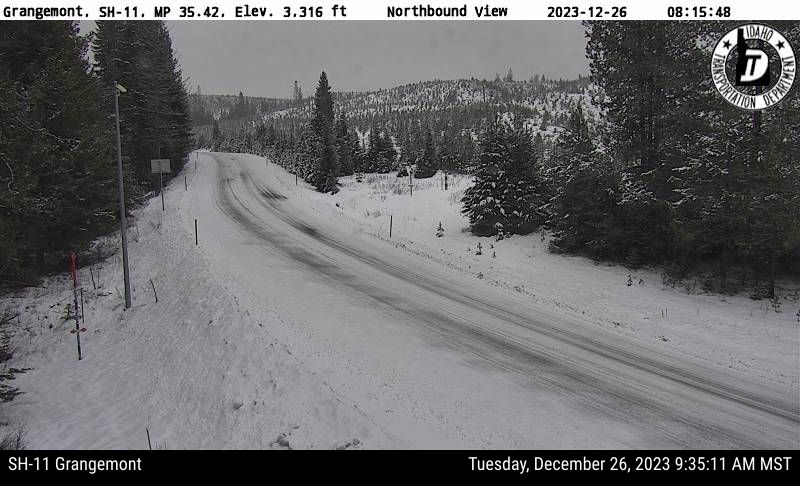 Grangemont, SH-11, MP 35.42, Elev. 3,316 ft Northbound View 2023-12-26 08:15:48
IDAHO
TRANSPORTATION DEPARTMENT
SH-11 Grangemont Tuesday, December 26, 2023 9:35:11 AM MST